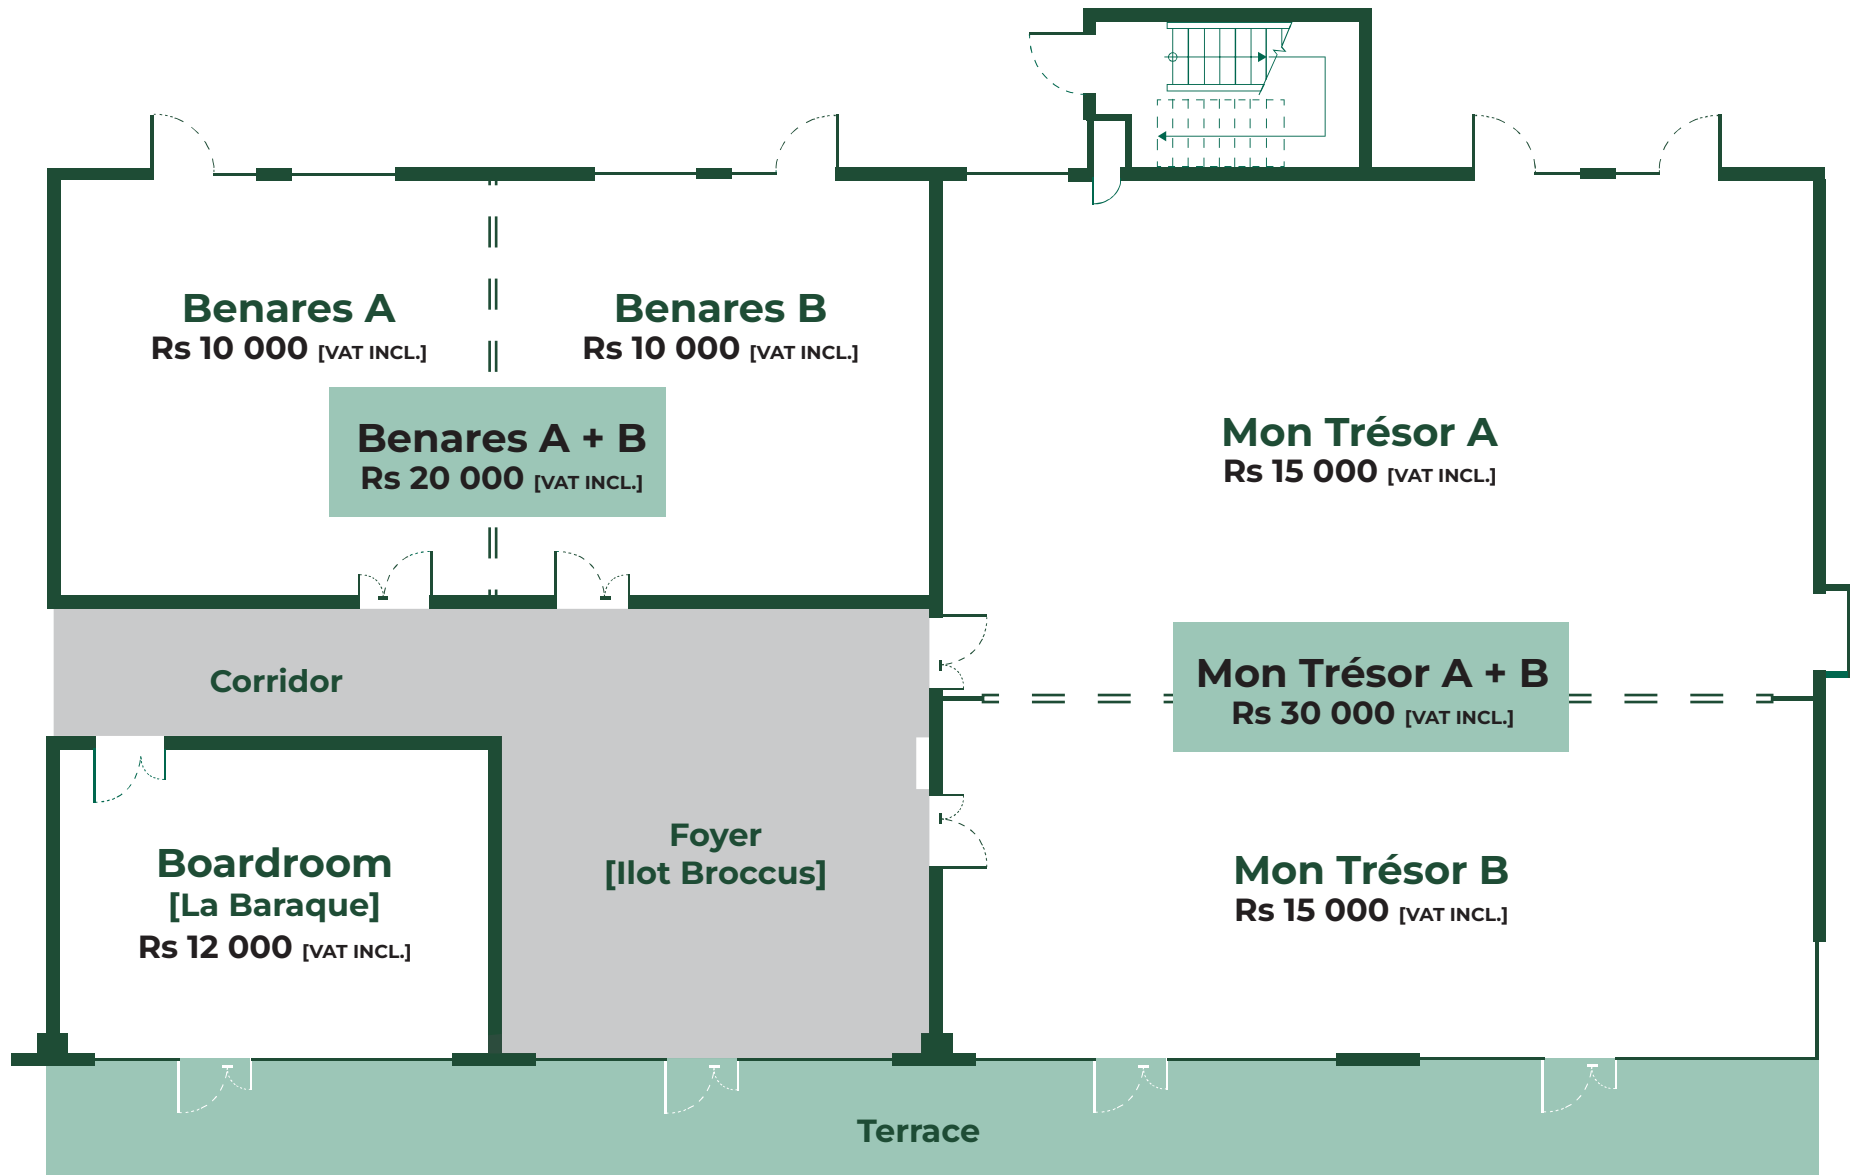 Benares A
Rs 10 000 [VAT INCL.]
Benares B
Rs 10 000 [VAT INCL.]
Benares A + B
Rs 20 000 [VAT INCL.]
Mon Trésor A
Rs 15 000 [VAT INCL.]
Corridor
Mon Trésor A + B
Rs 30 000 [VAT INCL.]
Boardroom
[La Baraque]
Rs 12 000 [VAT INCL.]
Foyer
[Ilot Broccus]
Mon Trésor B
Rs 15 000 [VAT INCL.]
Terrace